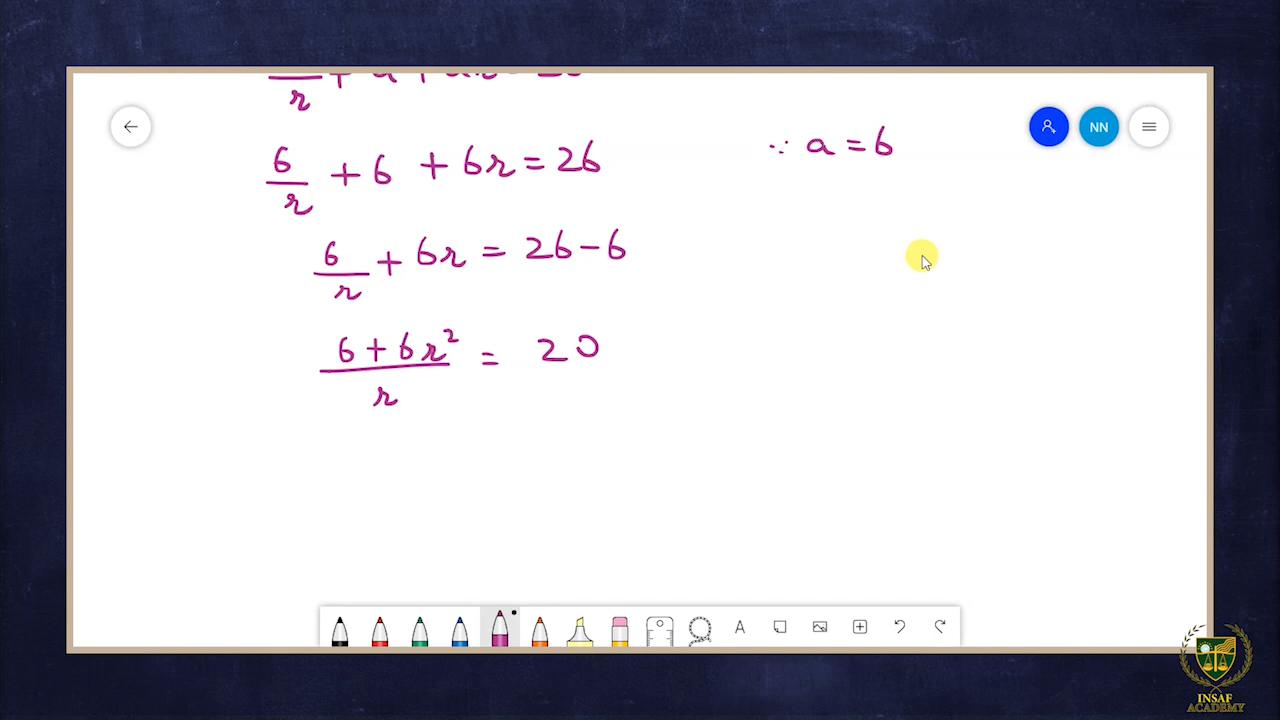 6/r + 6 + 6r = 26
∵ a = 6
NN
6/r + 6r = 26 - 6
(6 + 6r²)/r = 20
A
INSAF
ACADEMY